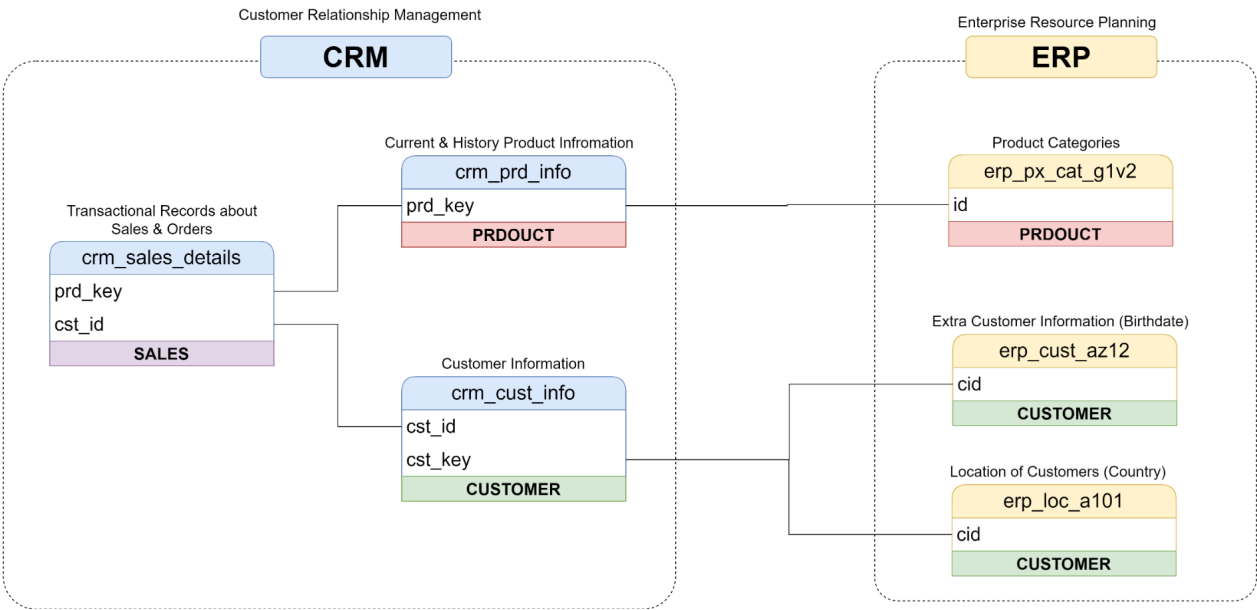 Customer Relationship Management
CRM
Enterprise Resource Planning
ERP
Current & History Product Infromation
crm_prd_info
prd_key
PRDOUCT
Product Categories
erp_px_cat_g1v2
id
PRDOUCT
Transactional Records about
Sales & Orders
crm_sales_details
prd_key
cst_id
SALES
Customer Information
crm_cust_info
cst_id
cst_key
CUSTOMER
Extra Customer Information (Birthdate)
erp_cust_az12
cid
CUSTOMER
Location of Customers (Country)
erp_loc_a101
cid
CUSTOMER